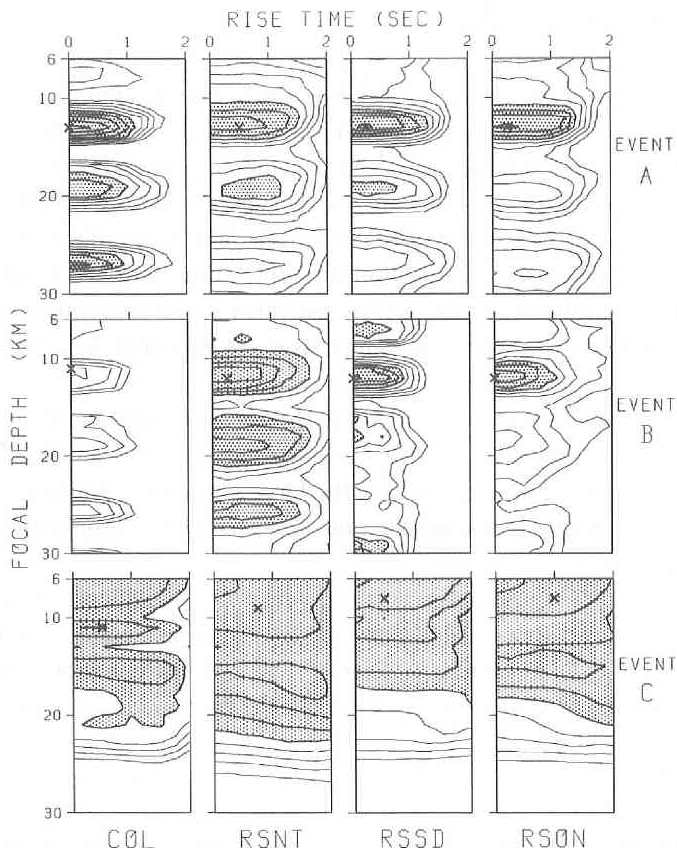 RISE TIME (SEC)
0 1 2 0 1 2 0 1 2 0 1 2
6
10
20
30
EVENT
A
6
10
20
30
EVENT
B
6
10
20
30
EVENT
C
FØCAL DEPTH (KM)
CØL RSNT RSSD RSØN